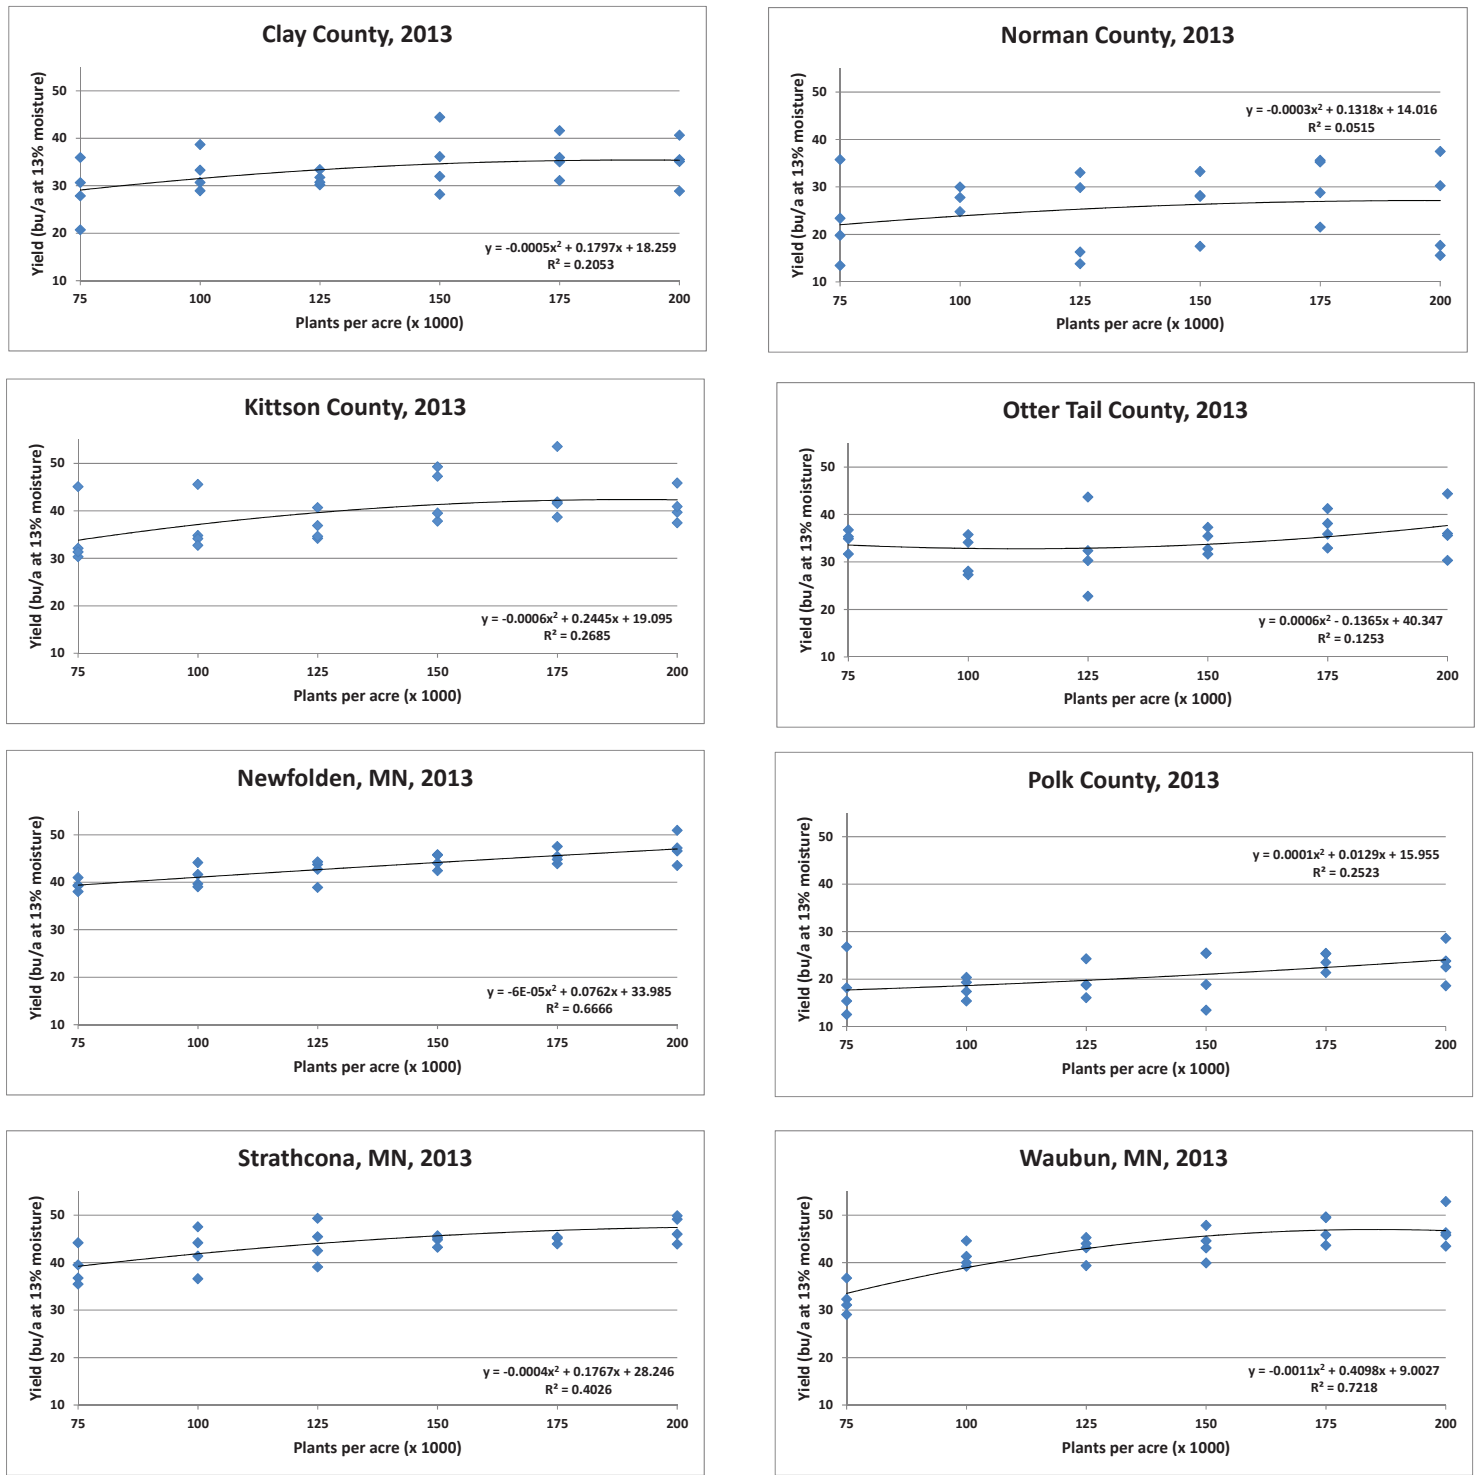 Clay County, 2013
Yield (bu/a at 13% moisture)
50
40
30
20
10
y = -0.0005x² + 0.1797x + 18.259
R² = 0.2053
75 100 125 150 175 200
Plants per acre (x 1000)
Norman County, 2013
Yield (bu/a at 13% moisture)
50
y = -0.0003x² + 0.1318x + 14.016
R² = 0.0515
40
30
20
10
75 100 125 150 175 200
Plants per acre (x 1000)
Kittson County, 2013
Yield (bu/a at 13% moisture)
50
40
30
20
y = -0.0006x² + 0.2445x + 19.095
R² = 0.2685
10
75 100 125 150 175 200
Plants per acre (x 1000)
Otter Tail County, 2013
Yield (bu/a at 13% moisture)
50
40
30
20
y = 0.0006x² - 0.1365x + 40.347
R² = 0.1253
10
75 100 125 150 175 200
Plants per acre (x 1000)
Newfolden, MN, 2013
Yield (bu/a at 13% moisture)
50
40
30
20
y = -6E-05x² + 0.0762x + 33.985
R² = 0.6666
10
75 100 125 150 175 200
Plants per acre (x 1000)
Polk County, 2013
Yield (bu/a at 13% moisture)
50
y = 0.0001x² + 0.0129x + 15.955
R² = 0.2523
40
30
20
10
75 100 125 150 175 200
Plants per acre (x 1000)
Strathcona, MN, 2013
Yield (bu/a at 13% moisture)
50
40
30
20
y = -0.0004x² + 0.1767x + 28.246
R² = 0.4026
10
75 100 125 150 175 200
Plants per acre (x 1000)
Waubun, MN, 2013
Yield (bu/a at 13% moisture)
50
40
30
20
y = -0.0011x² + 0.4098x + 9.0027
R² = 0.7218
10
75 100 125 150 175 200
Plants per acre (x 1000)